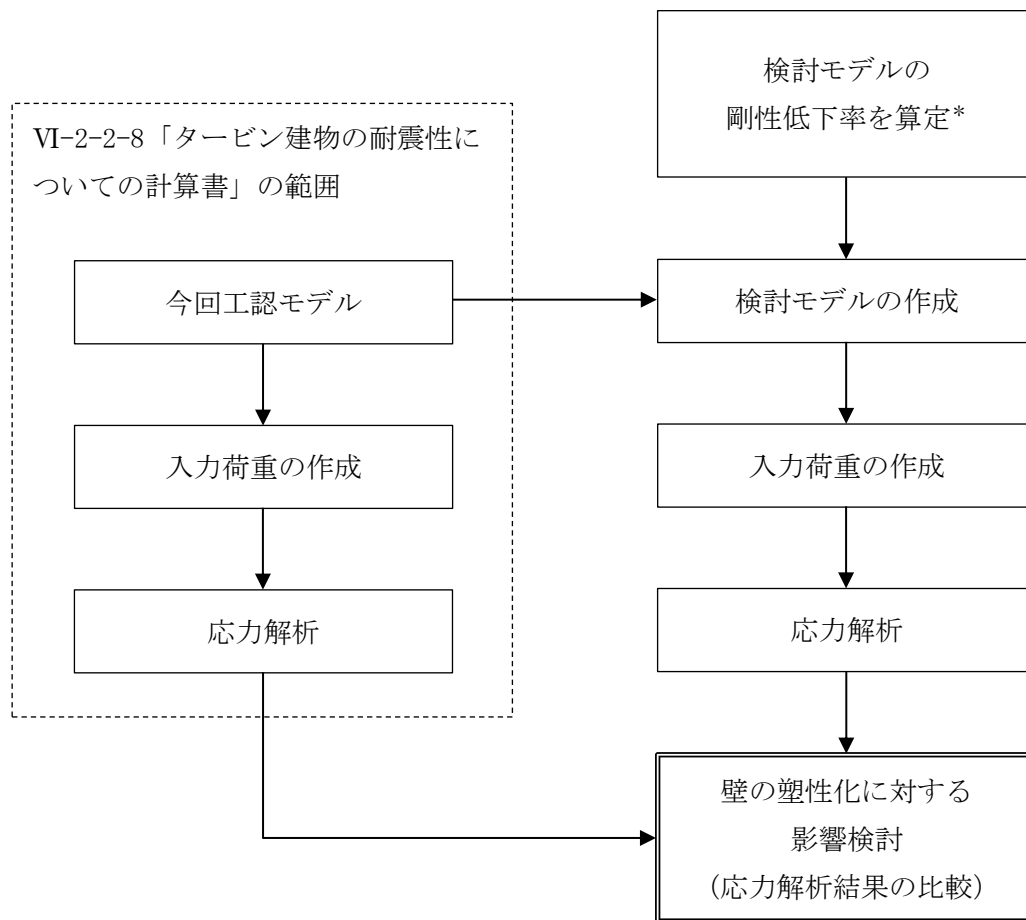 検討モデルの
剛性低下率を算定*
Ⅵ-2-2-8「タービン建物の耐震性に
ついての計算書」の範囲
今回工認モデル
検討モデルの作成
入力荷重の作成
入力荷重の作成
応力解析
応力解析
壁の塑性化に対する
影響検討
（応力解析結果の比較）